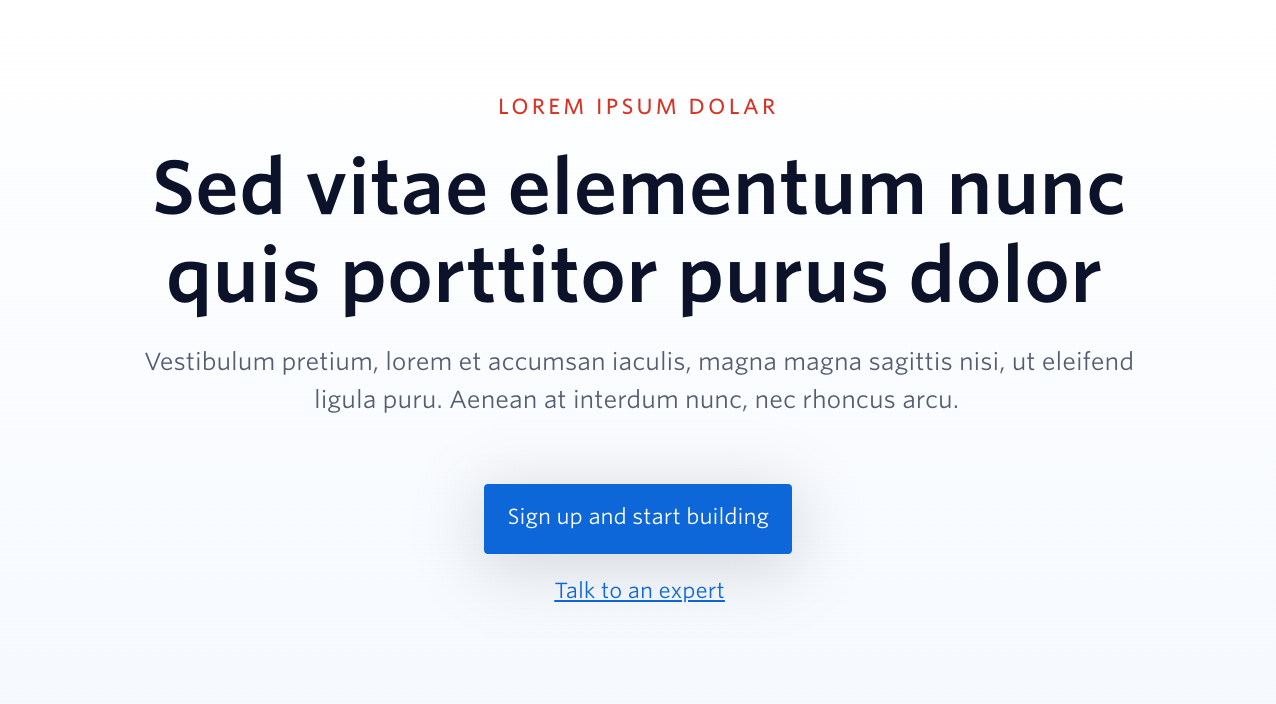 LOREM IPSUM DOLAR
Sed vitae elementum nunc
quis porttitor purus dolor
Vestibulum pretium, lorem et accumsan iaculis, magna magna sagittis nisi, ut eleifend
ligula puru. Aenean at interdum nunc, nec rhoncus arcu.
Sign up and start building
Talk to an expert